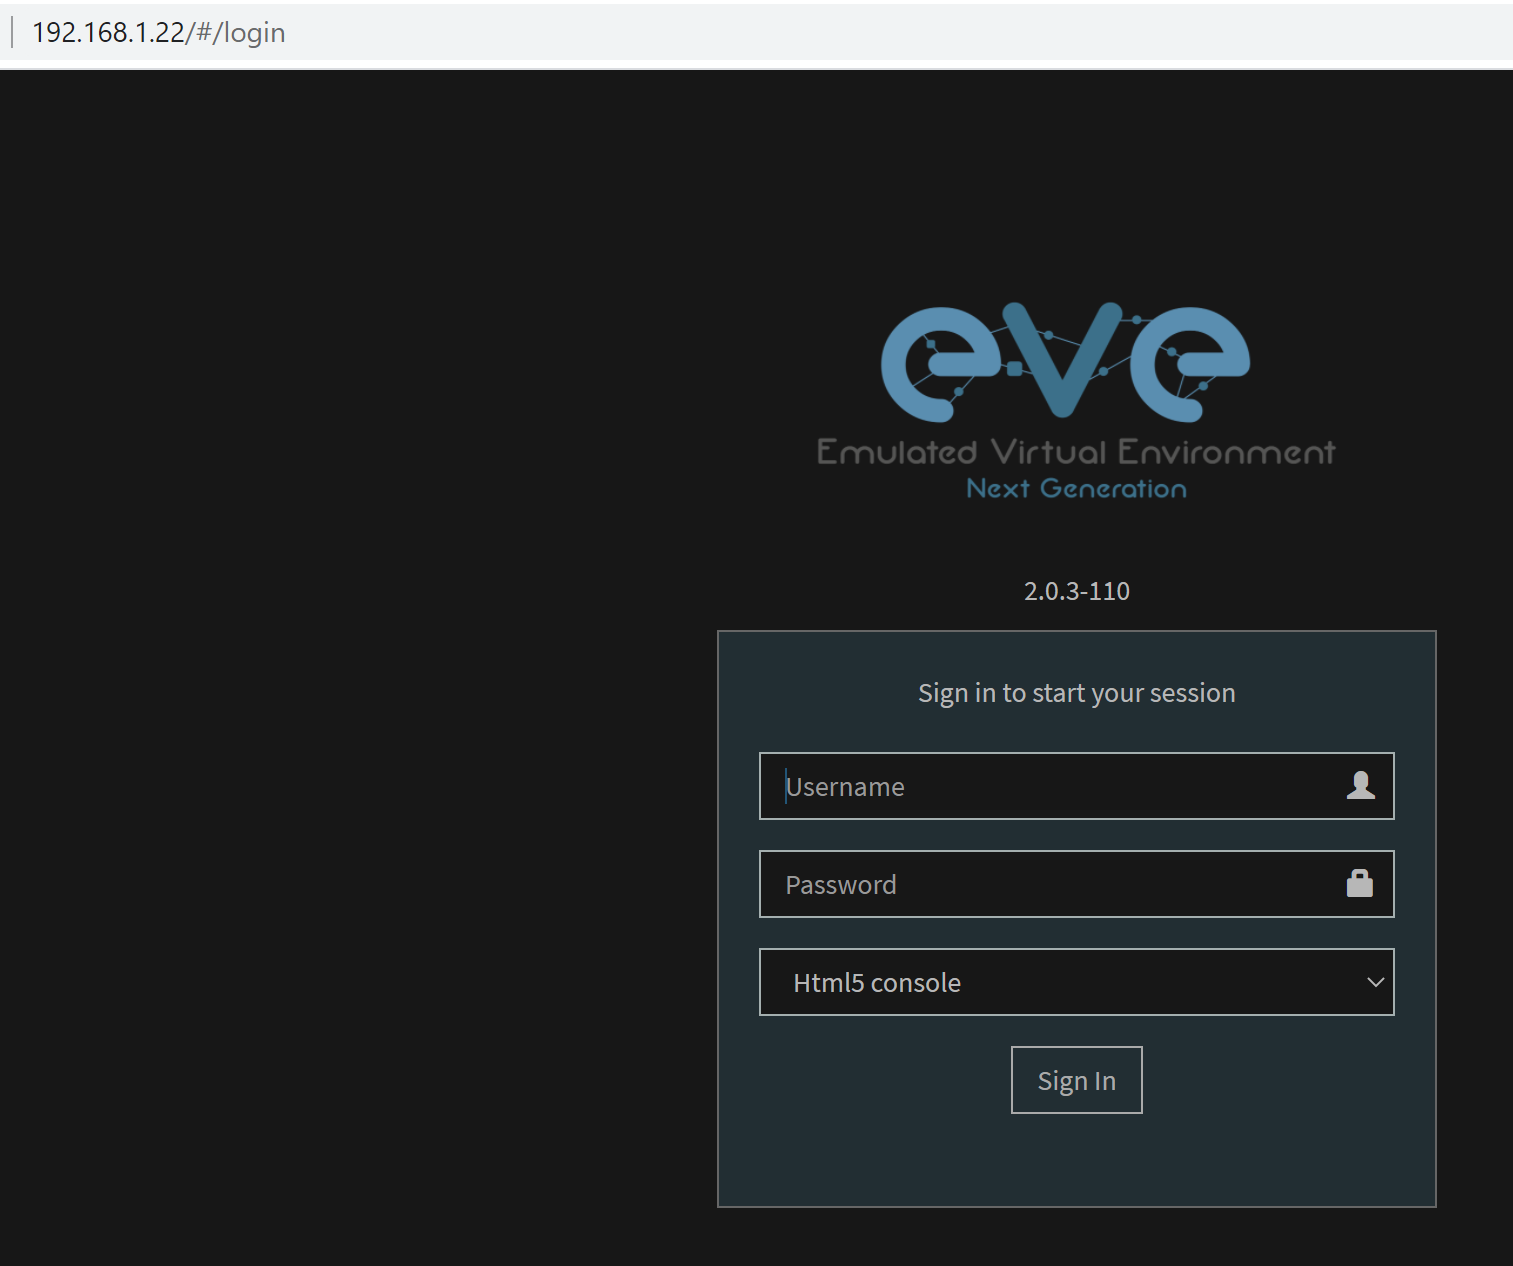 192.168.1.22/#/login
eve
Emulated Virtual Environment
Next Generation
2.0.3-110
Sign in to start your session
Username
Password
Html5 console
Sign In